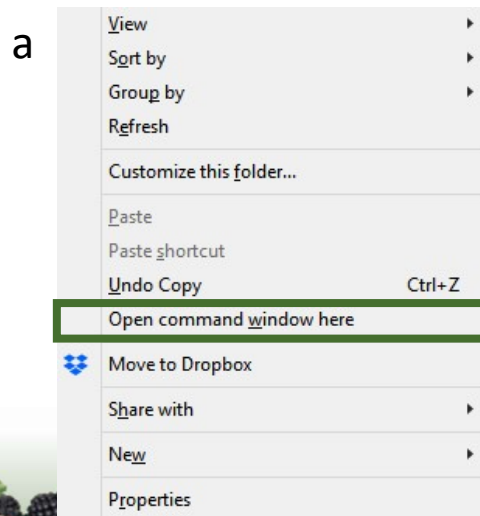 a
View
Sort by
Group by
Refresh
Customize this folder...
Paste
Paste shortcut
Undo Copy Ctrl+Z
Open command window here
Move to Dropbox
Share with
New
Properties